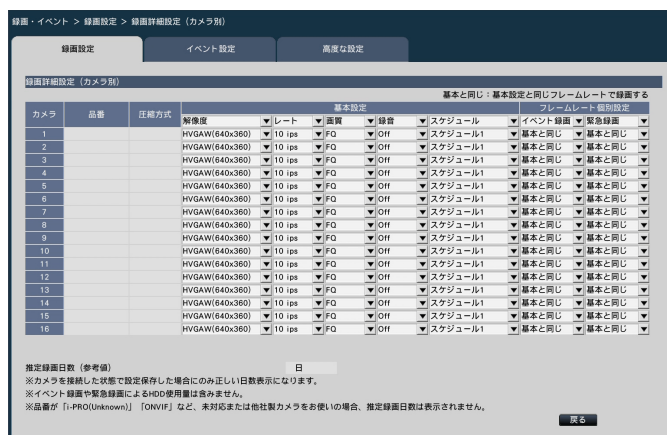 録画・イベント > 録画設定 > 録画詳細設定（カメラ別）
録画設定 イベント設定 高度な設定
録画詳細設定（カメラ別）
基本と同じ：基本設定と同じフレームレートで録画する
カメラ 品番 圧縮方式 基本設定 フレームレート個別設定
解像度 ▼ レート ▼ 画質 ▼ 録音 ▼ スケジュール ▼ イベント録画 ▼ 緊急録画 ▼
1 HVGAW(640x360) ▼ 10 ips ▼ FQ ▼ Off ▼ スケジュール1 ▼ 基本と同じ ▼ 基本と同じ ▼
2 HVGAW(640x360) ▼ 10 ips ▼ FQ ▼ Off ▼ スケジュール1 ▼ 基本と同じ ▼ 基本と同じ ▼
3 HVGAW(640x360) ▼ 10 ips ▼ FQ ▼ Off ▼ スケジュール1 ▼ 基本と同じ ▼ 基本と同じ ▼
4 HVGAW(640x360) ▼ 10 ips ▼ FQ ▼ Off ▼ スケジュール1 ▼ 基本と同じ ▼ 基本と同じ ▼
5 HVGAW(640x360) ▼ 10 ips ▼ FQ ▼ Off ▼ スケジュール1 ▼ 基本と同じ ▼ 基本と同じ ▼
6 HVGAW(640x360) ▼ 10 ips ▼ FQ ▼ Off ▼ スケジュール1 ▼ 基本と同じ ▼ 基本と同じ ▼
7 HVGAW(640x360) ▼ 10 ips ▼ FQ ▼ Off ▼ スケジュール1 ▼ 基本と同じ ▼ 基本と同じ ▼
8 HVGAW(640x360) ▼ 10 ips ▼ FQ ▼ Off ▼ スケジュール1 ▼ 基本と同じ ▼ 基本と同じ ▼
9 HVGAW(640x360) ▼ 10 ips ▼ FQ ▼ Off ▼ スケジュール1 ▼ 基本と同じ ▼ 基本と同じ ▼
10 HVGAW(640x360) ▼ 10 ips ▼ FQ ▼ Off ▼ スケジュール1 ▼ 基本と同じ ▼ 基本と同じ ▼
11 HVGAW(640x360) ▼ 10 ips ▼ FQ ▼ Off ▼ スケジュール1 ▼ 基本と同じ ▼ 基本と同じ ▼
12 HVGAW(640x360) ▼ 10 ips ▼ FQ ▼ Off ▼ スケジュール1 ▼ 基本と同じ ▼ 基本と同じ ▼
13 HVGAW(640x360) ▼ 10 ips ▼ FQ ▼ Off ▼ スケジュール1 ▼ 基本と同じ ▼ 基本と同じ ▼
14 HVGAW(640x360) ▼ 10 ips ▼ FQ ▼ Off ▼ スケジュール1 ▼ 基本と同じ ▼ 基本と同じ ▼
15 HVGAW(640x360) ▼ 10 ips ▼ FQ ▼ Off ▼ スケジュール1 ▼ 基本と同じ ▼ 基本と同じ ▼
16 HVGAW(640x360) ▼ 10 ips ▼ FQ ▼ Off ▼ スケジュール1 ▼ 基本と同じ ▼ 基本と同じ ▼
推定録画日数（参考値） 日
※カメラを接続した状態で設定保存した場合にのみ正しい日数表示になります。
※イベント録画や緊急録画によるHDD使用量は含みません。
※品番が「i-PRO(Unknown)」「ONVIF」など、未対応または他社製カメラをお使いの場合、推定録画日数は表示されません。
戻る